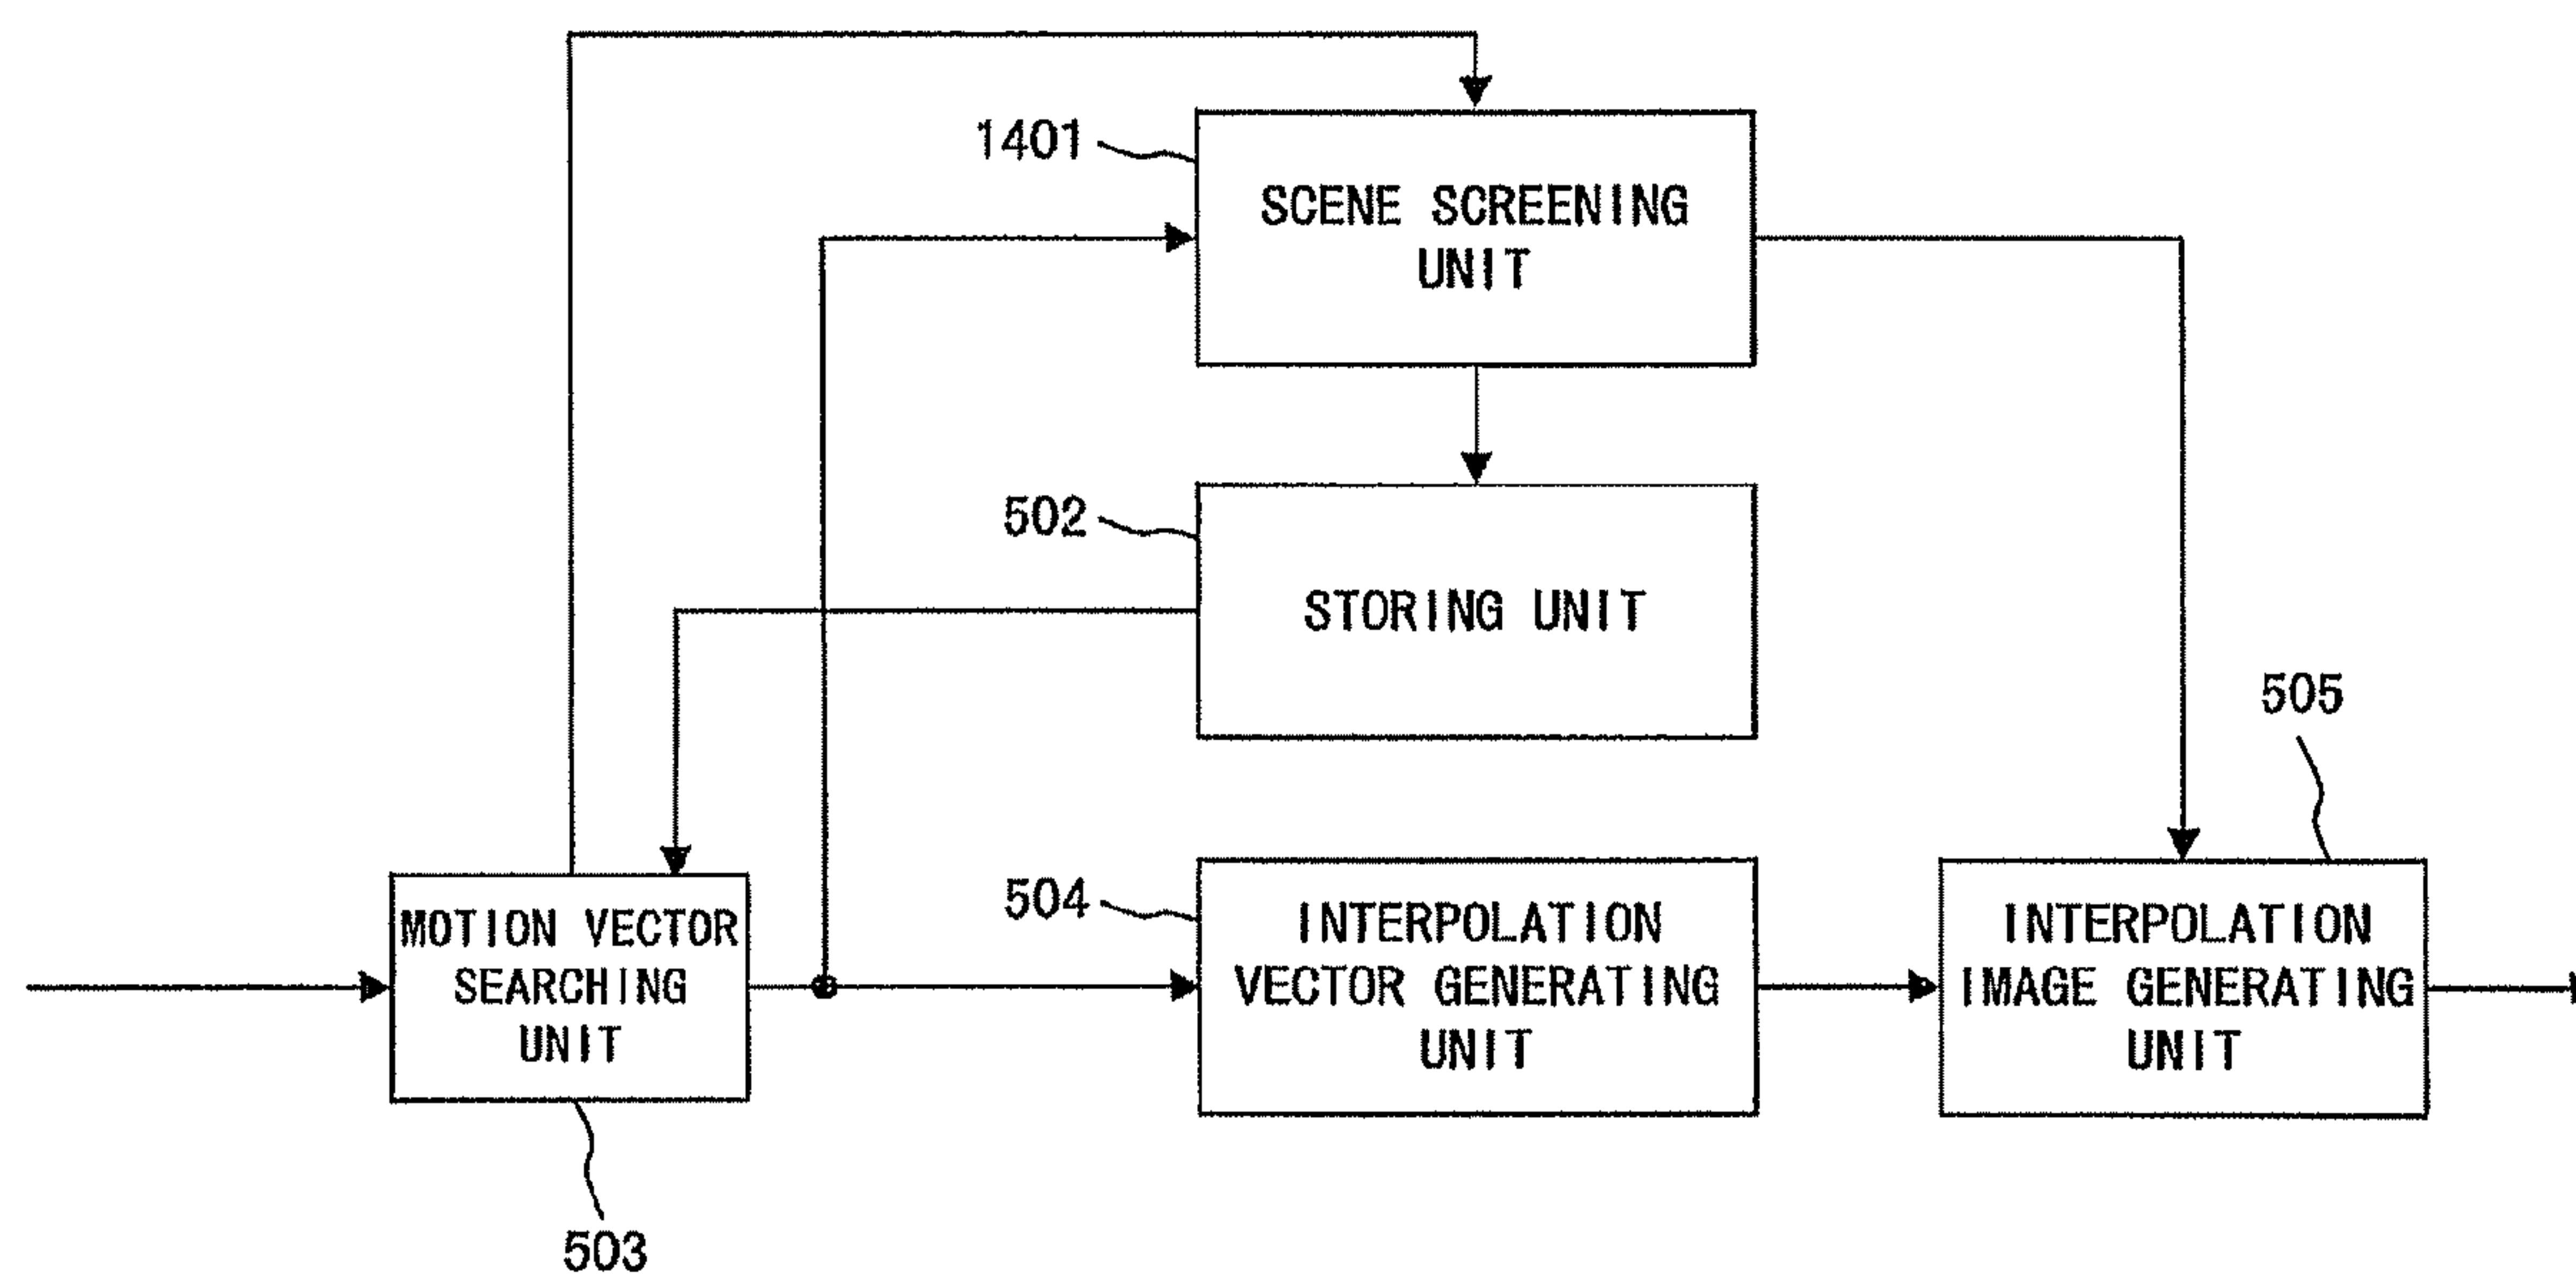 1401
SCENE SCREENING
UNIT
502
STORING UNIT
505
504
MOTION VECTOR
SEARCHING
UNIT
INTERPOLATION
VECTOR GENERATING
UNIT
INTERPOLATION
IMAGE GENERATING
UNIT
503